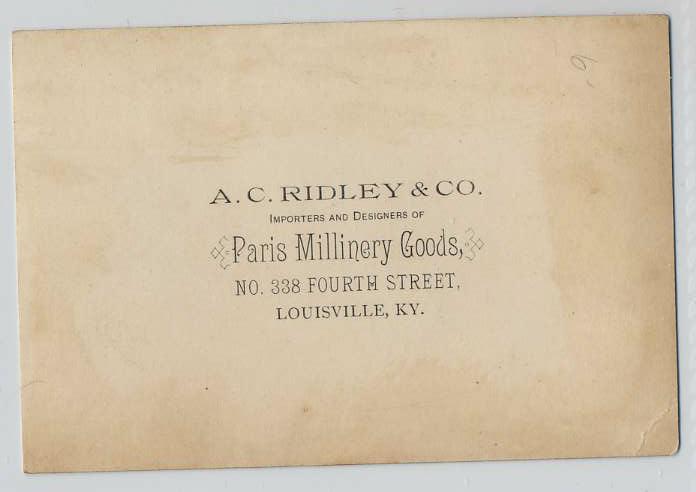 A. C. RIDLEY & CO.
IMPORTERS AND DESIGNERS OF
Paris Millinery Goods,
NO. 338 FOURTH STREET,
LOUISVILLE, KY.